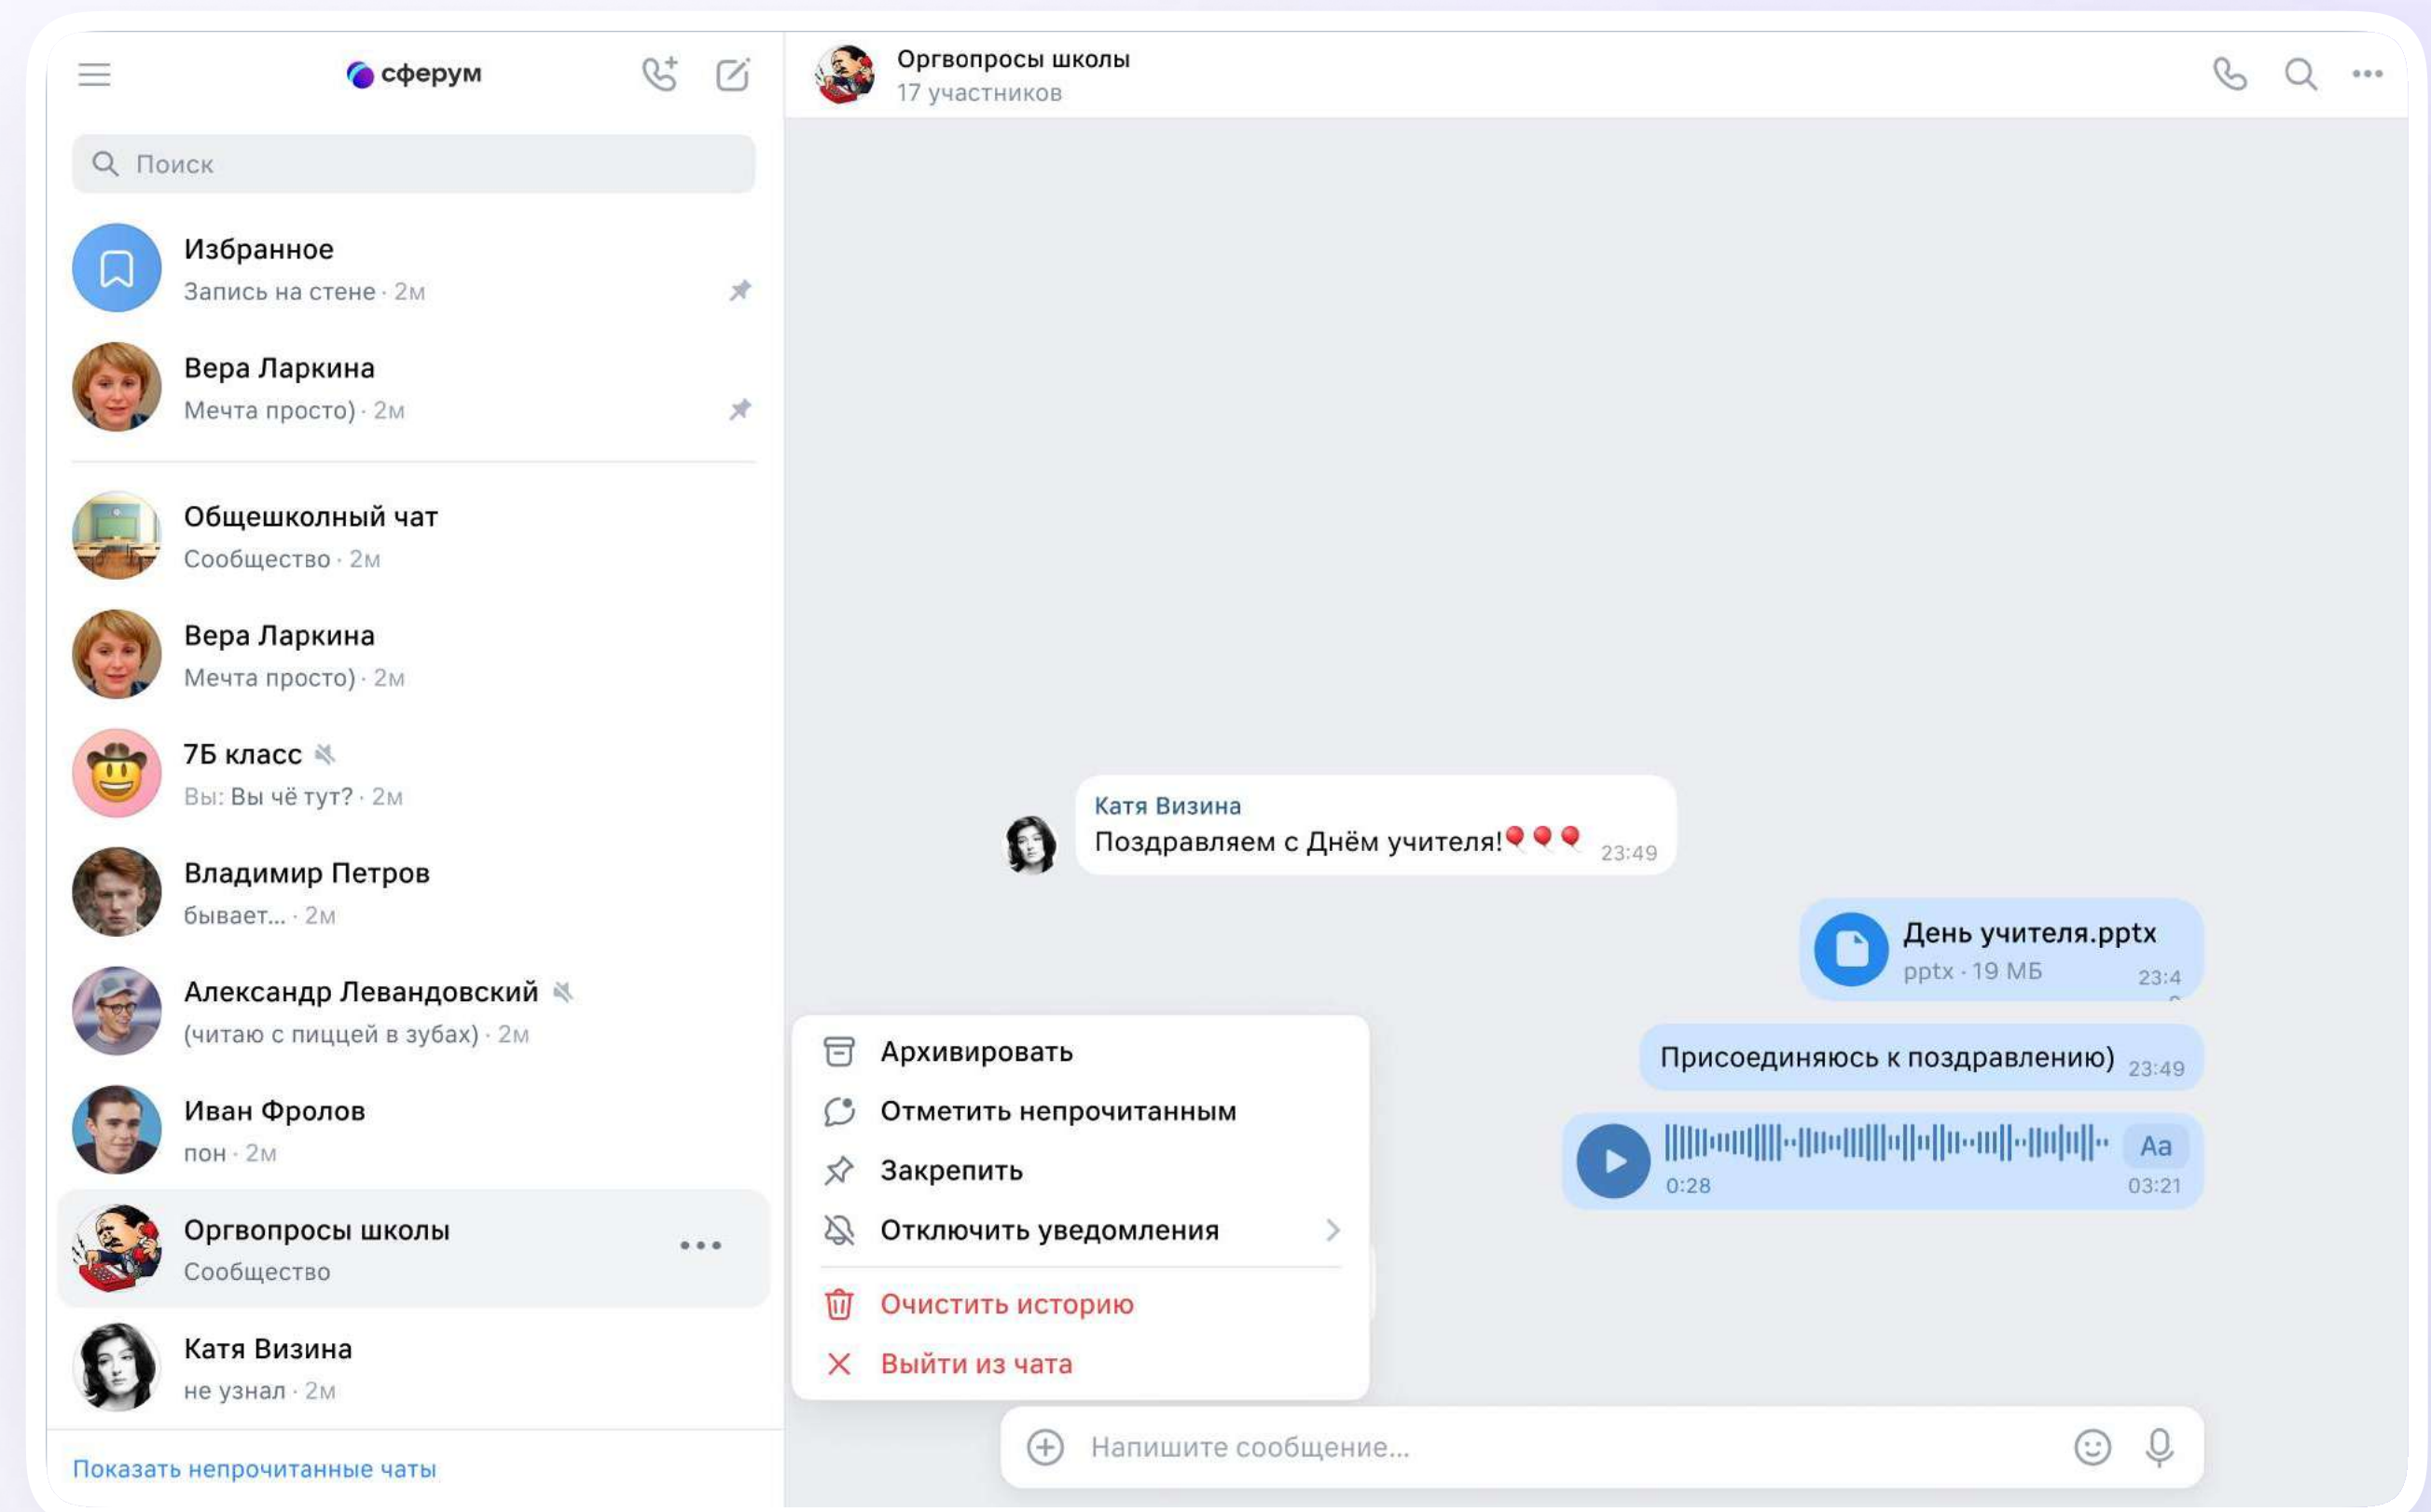 сферум
Поиск
Избранное
Запись на стене · 2м
Вера Ларкина
Мечта просто) · 2м
Общешколный чат
Сообщество · 2м
Вера Ларкина
Мечта просто) · 2м
7Б класс
Вы: Вы чё тут? · 2м
Владимир Петров
бывает... · 2м
Александр Левандовский
(читаю с пиццей в зубах) · 2м
Иван Фролов
пон · 2м
Оргвопросы школы
Сообщество
Катя Визина
не узнал · 2м
Показать непрочитанные чаты
Оргвопросы школы
17 участников
Катя Визина
Поздравляем с Днём учителя!🎈🎈🎈 23:49
День учителя.pptx
pptx · 19 МБ 23:4
Присоединяюсь к поздравлению) 23:49
Aa
0:28 03:21
Архивировать
Отметить непрочитанным
Закрепить
Отключить уведомления
Очистить историю
Выйти из чата
Напишите сообщение...